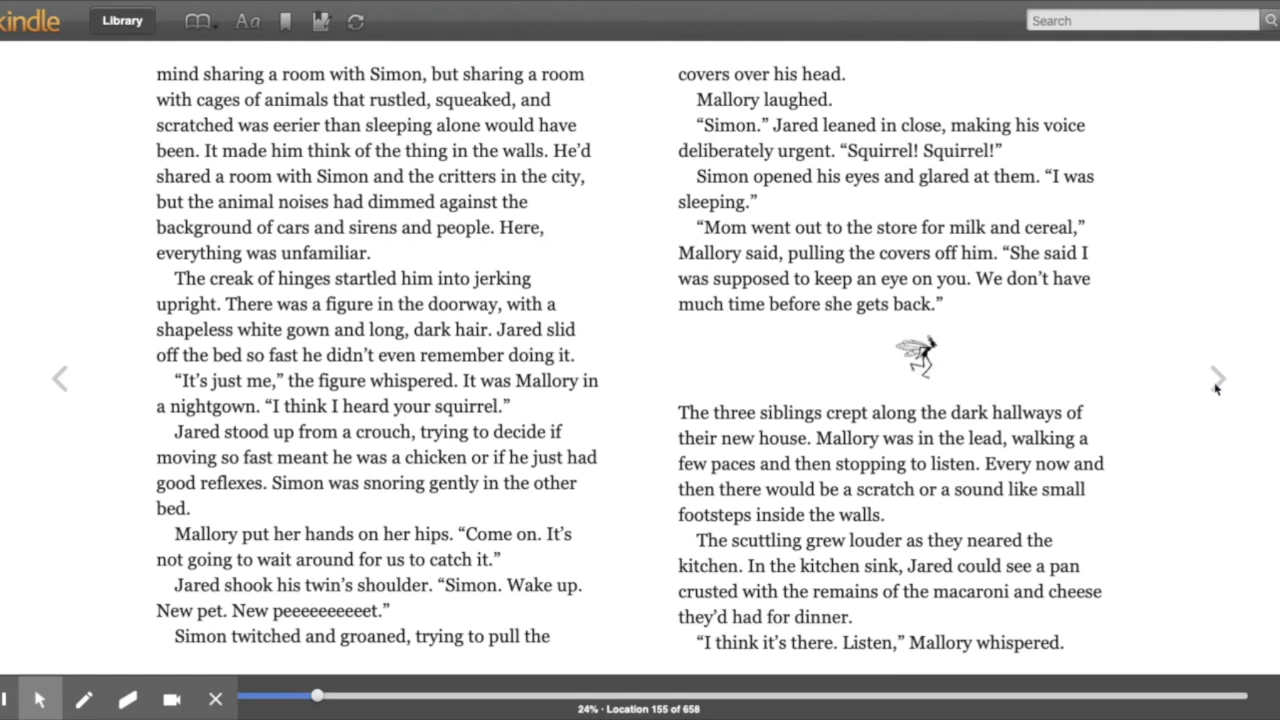 kindle
Library
Aa
Search
mind sharing a room with Simon, but sharing a room
with cages of animals that rustled, squeaked, and
scratched was eerier than sleeping alone would have
been. It made him think of the thing in the walls. He’d
shared a room with Simon and the critters in the city,
but the animal noises had dimmed against the
background of cars and sirens and people. Here,
everything was unfamiliar.
The creak of hinges startled him into jerking
upright. There was a figure in the doorway, with a
shapeless white gown and long, dark hair. Jared slid
off the bed so fast he didn’t even remember doing it.
“It’s just me,” the figure whispered. It was Mallory in
a nightgown. “I think I heard your squirrel.”
Jared stood up from a crouch, trying to decide if
moving so fast meant he was a chicken or if he just had
good reflexes. Simon was snoring gently in the other
bed.
Mallory put her hands on her hips. “Come on. It’s
not going to wait around for us to catch it.”
Jared shook his twin’s shoulder. “Simon. Wake up.
New pet. New peeeeeeeeeet.”
Simon twitched and groaned, trying to pull the
covers over his head.
Mallory laughed.
“Simon.” Jared leaned in close, making his voice
deliberately urgent. “Squirrel! Squirrel!”
Simon opened his eyes and glared at them. “I was
sleeping.”
“Mom went out to the store for milk and cereal,”
Mallory said, pulling the covers off him. “She said I
was supposed to keep an eye on you. We don’t have
much time before she gets back.”
The three siblings crept along the dark hallways of
their new house. Mallory was in the lead, walking a
few paces and then stopping to listen. Every now and
then there would be a scratch or a sound like small
footsteps inside the walls.
The scuttling grew louder as they neared the
kitchen. In the kitchen sink, Jared could see a pan
crusted with the remains of the macaroni and cheese
they’d had for dinner.
“I think it’s there. Listen,” Mallory whispered.
24% · Location 155 of 658